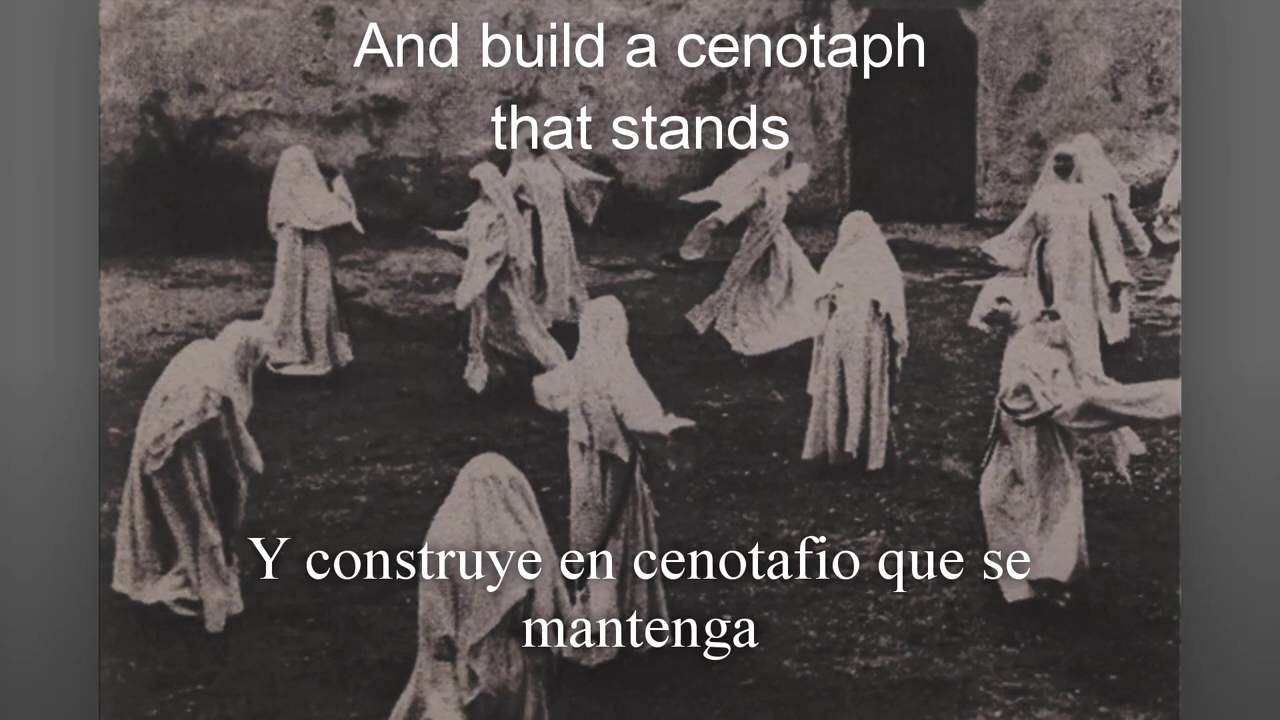 And build a cenotaph
that stands
Y construye en cenotafio que se
mantenga